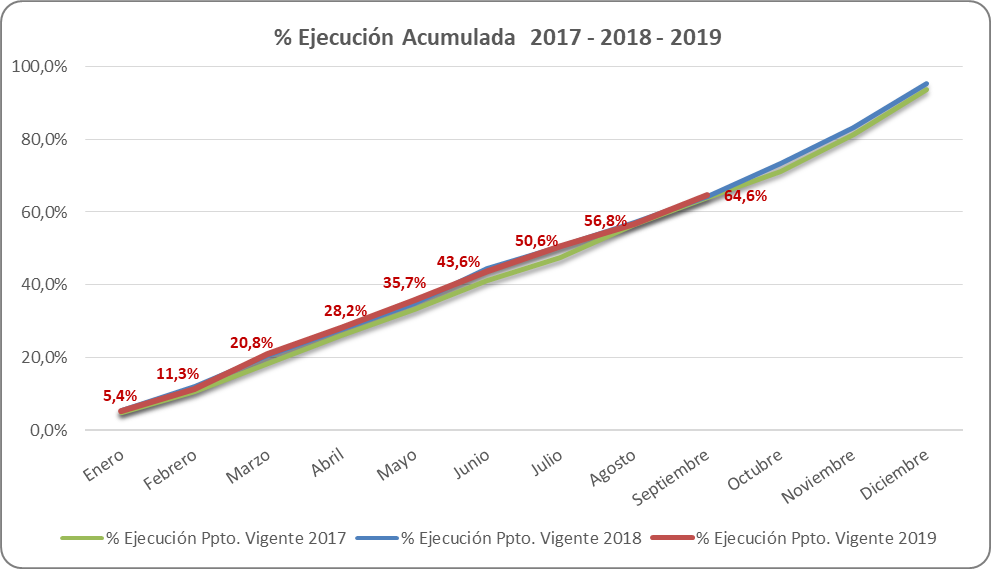 % Ejecución Acumulada 2017 - 2018 - 2019
100,0%
80,0%
60,0%
40,0%
20,0%
0,0%
5,4%
11,3%
20,8%
28,2%
35,7%
43,6%
50,6%
56,8%
64,6%
Enero
Febrero
Marzo
Abril
Mayo
Junio
Julio
Agosto
Septiembre
Octubre
Noviembre
Diciembre
% Ejecución Ppto. Vigente 2017
% Ejecución Ppto. Vigente 2018
% Ejecución Ppto. Vigente 2019